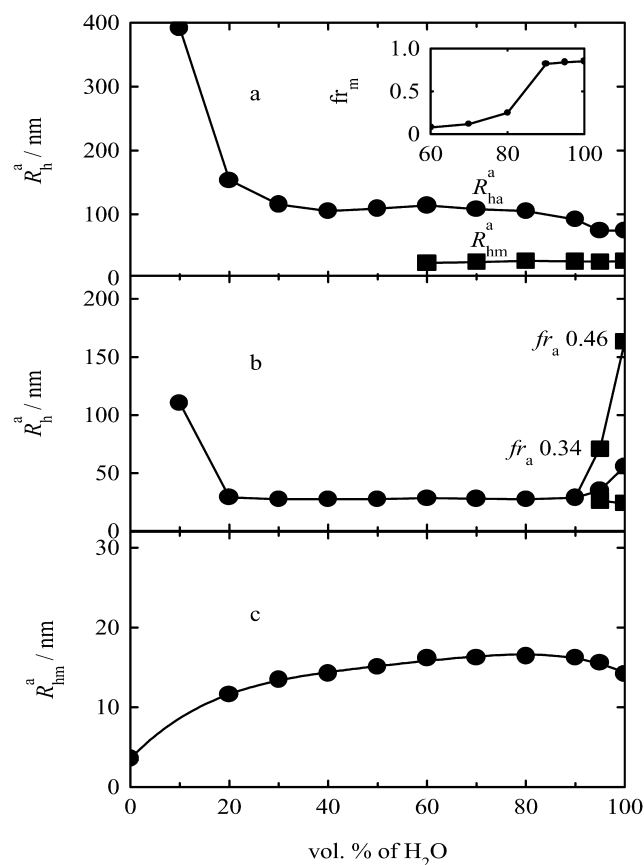 400
300
200
100
0
R_h^a / nm
a
fr_m
1.0
0.5
0
60
80
100
R_ha^a
R_hm^a
200
150
100
50
0
R_h^a / nm
b
fr_a 0.46
fr_a 0.34
30
20
10
0
R_hm^a / nm
c
0
20
40
60
80
100
vol. % of H₂O